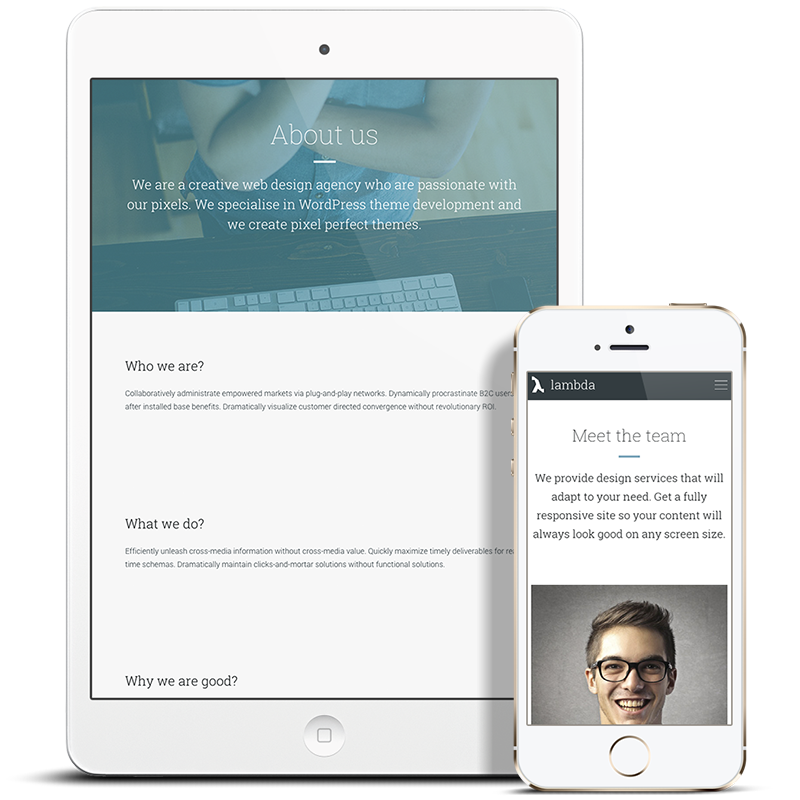 About us
We are a creative web design agency who are passionate with
our pixels. We specialise in WordPress theme development and
we create pixel perfect themes.
Who we are?
Collaboratively administrate empowered markets via plug-and-play networks. Dynamically procrastinate B2C
after installed base benefits. Dramatically visualize customer directed convergence without revolutionary ROI.
What we do?
Efficiently unleash cross-media information without cross-media value. Quickly maximize timely deliverables for
time schemas. Dramatically maintain clicks-and-mortar solutions without functional solutions.
Why we are good?
lambda
Meet the team
We provide design services that will
adapt to your need. Get a fully
responsive site so your content will
always look good on any screen size.